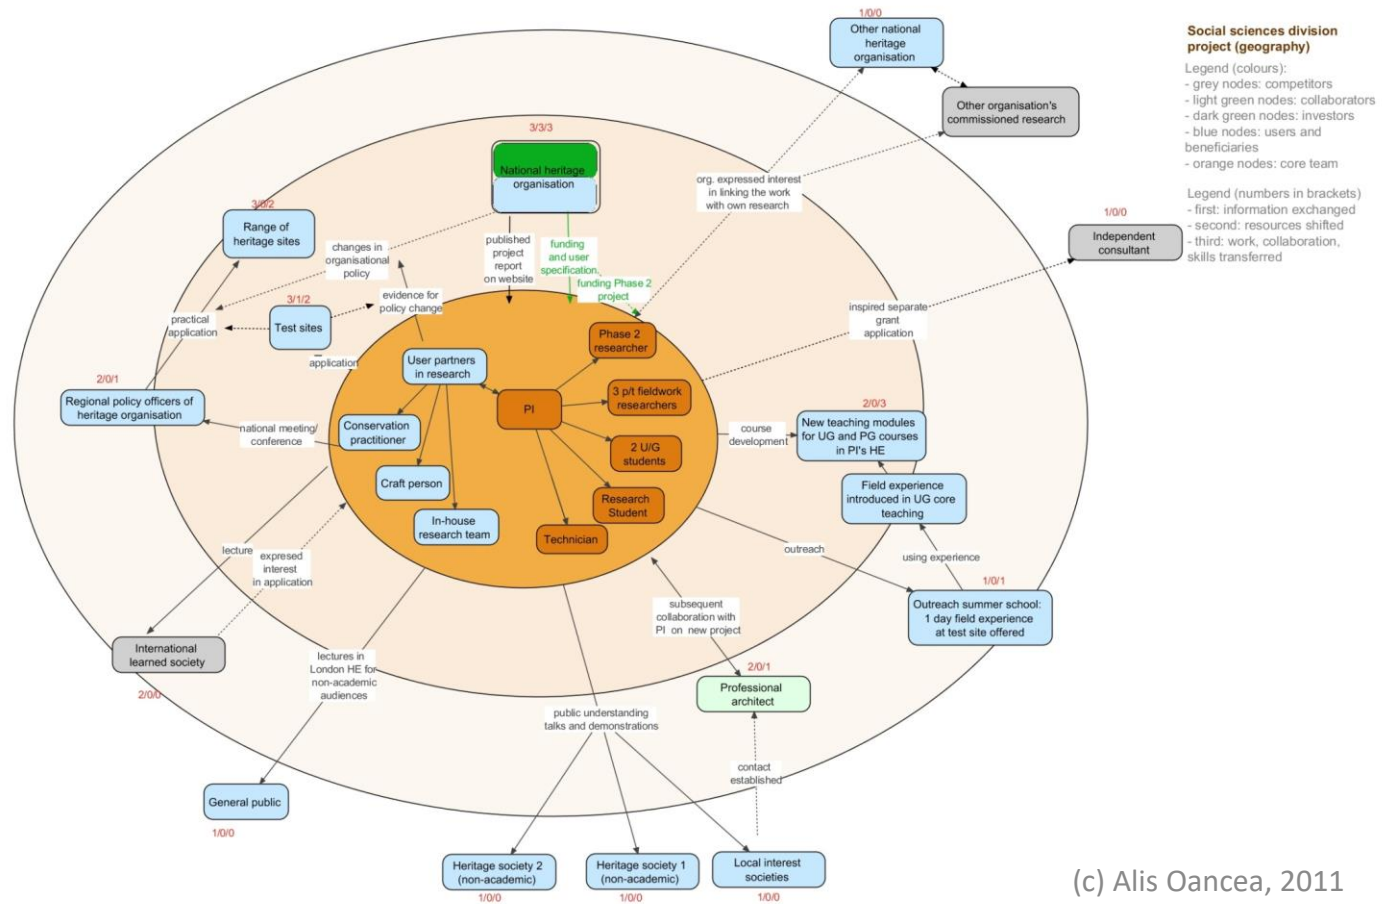 1/0/0
Other national
heritage
organisation
Other organisation's
commissioned research
Social sciences division
project (geography)
Legend (colours):
- grey nodes: competitors
- light green nodes: collaborators
- dark green nodes: investors
- blue nodes: users and
beneficiaries
- orange nodes: core team
Legend (numbers in brackets)
- first: information exchanged
- second: resources shifted
- third: work, collaboration,
skills transferred
3/3/3
National heritage
organisation
org. expressed interest
in linking the work
with own research
1/0/0
Independent
consultant
3/0/2
Range of
heritage sites
changes in
organisational
policy
published
project
report
on website
funding
and user
specification
funding Phase 2
project
evidence for
policy change
3/1/2
Test sites
practical
application
application
inspired separate
grant
application
Phase 2
researcher
User partners
in research
PI
3 p/t fieldwork
researchers
2/0/1
Regional policy officers of
heritage organisation
national meeting/
conference
Conservation
practitioner
2 U/G
students
course
development
2/0/3
New teaching modules
for UG and PG courses
in PI's HE
Craft person
Research
Student
Field experience
introduced in UG core
teaching
In-house
research team
Technician
lecture
expresed
interest
in application
outreach
using experience
1/0/1
Outreach summer school:
1 day field experience
at test site offered
subsequent
collaboration with
PI on new project
International
learned society
2/0/0
lectures in
London HE for
non-academic
audiences
2/0/1
Professional
architect
public understanding
talks and demonstrations
contact
established
General public
1/0/0
Heritage society 2
(non-academic)
1/0/0
Heritage society 1
(non-academic)
1/0/0
Local interest
societies
1/0/0
(c) Alis Oancea, 2011